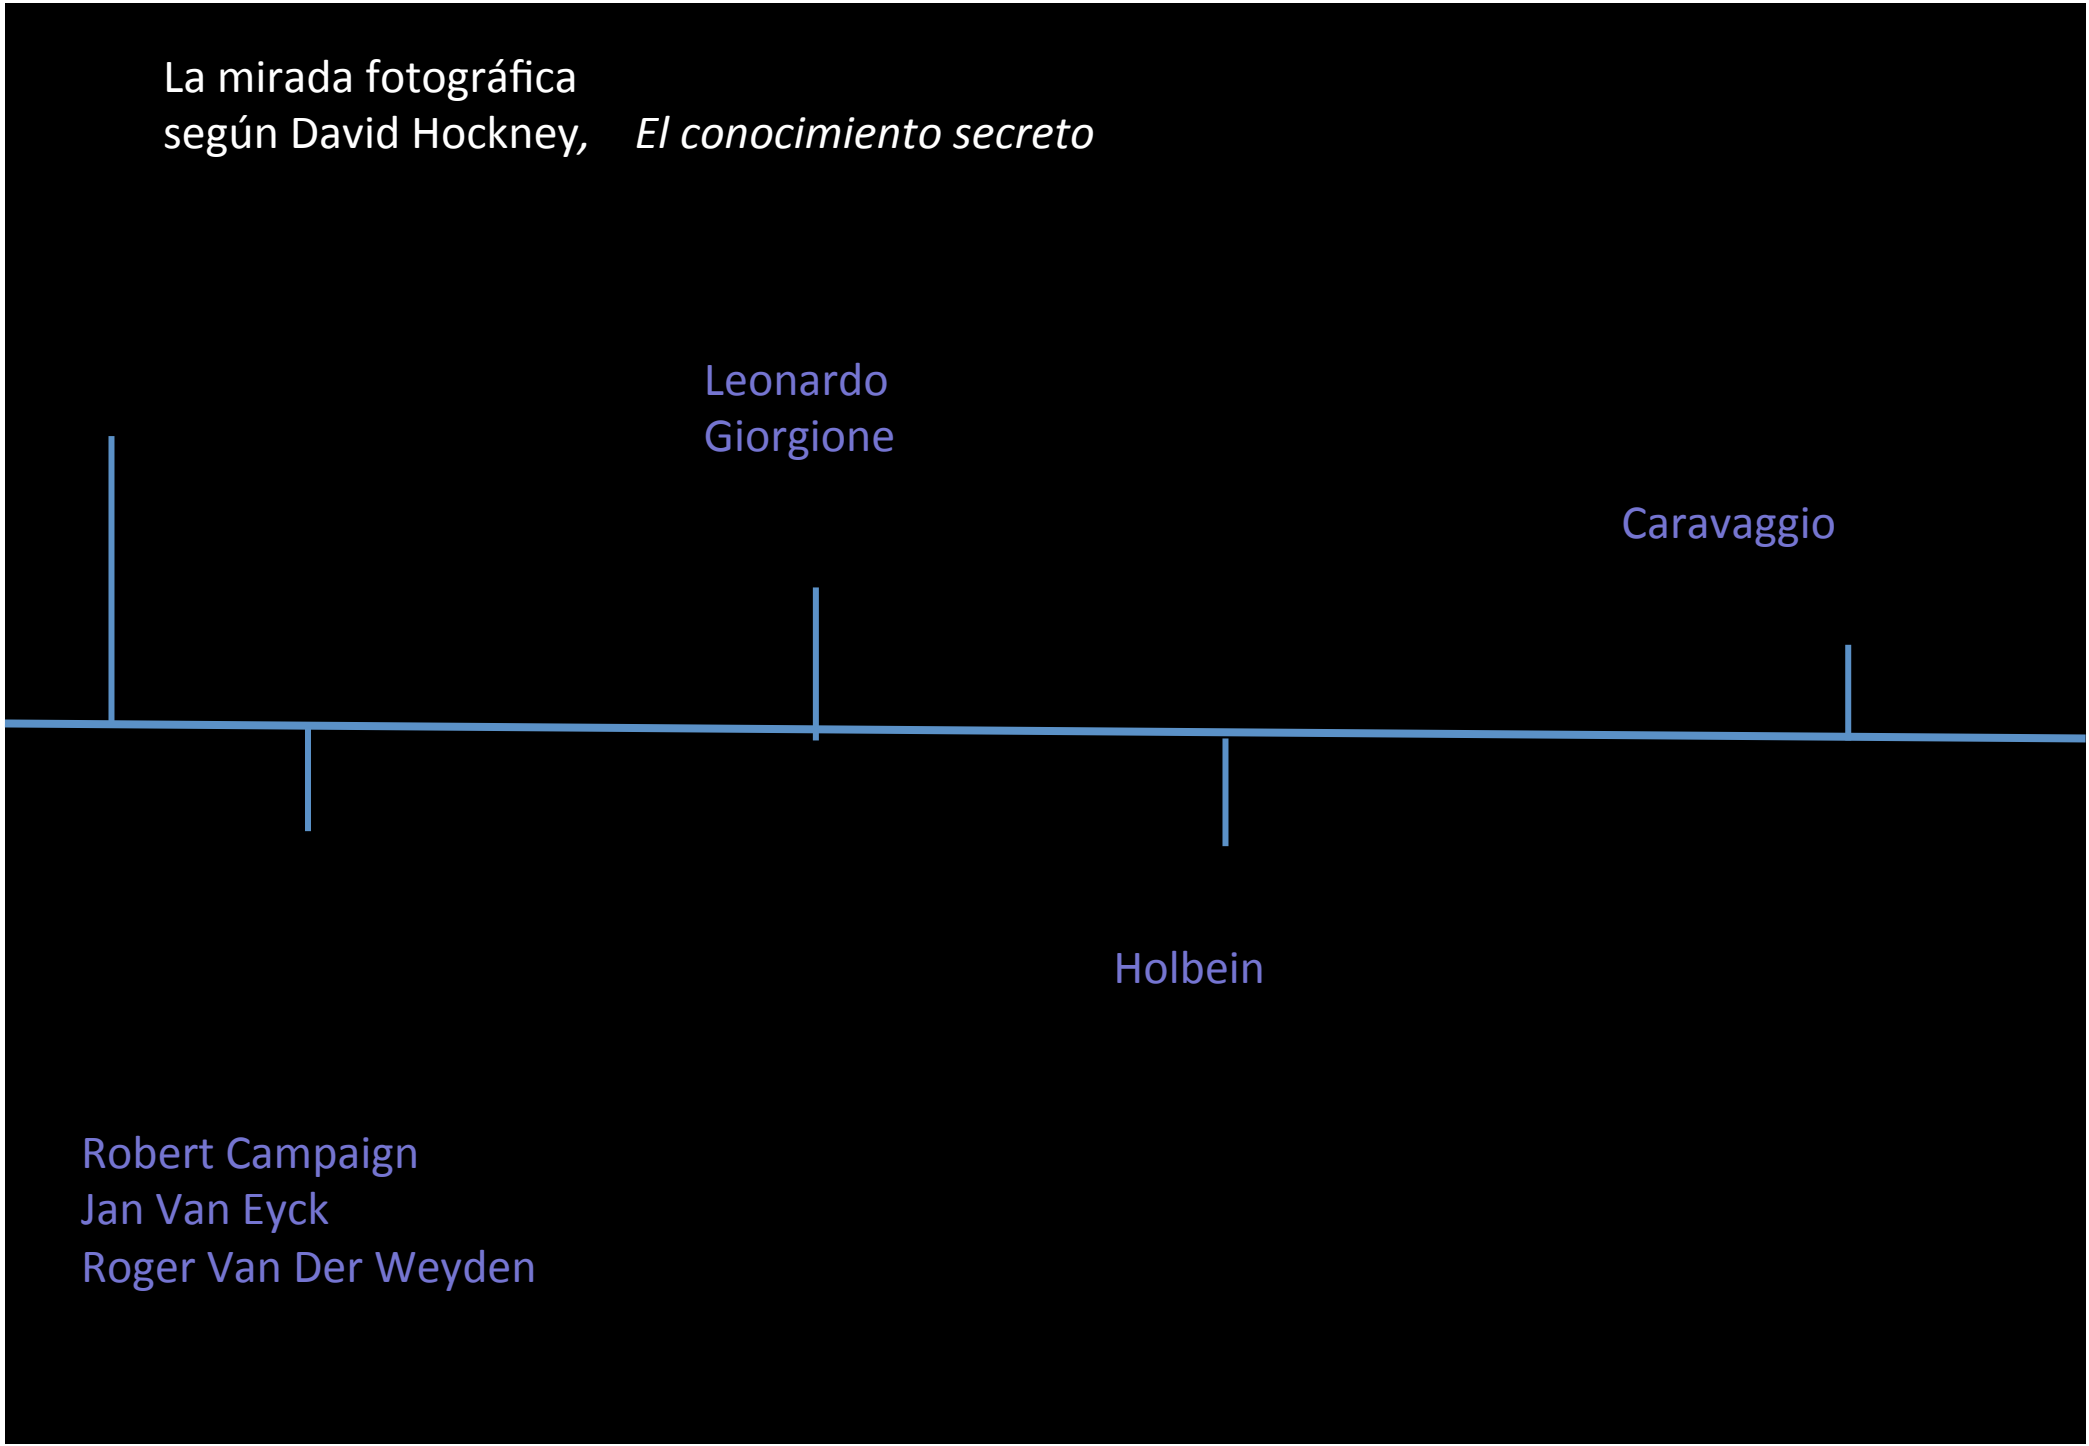 La mirada fotográfica
según David Hockney, El conocimiento secreto
Leonardo
Giorgione
Caravaggio
Holbein
Robert Campaign
Jan Van Eyck
Roger Van Der Weyden